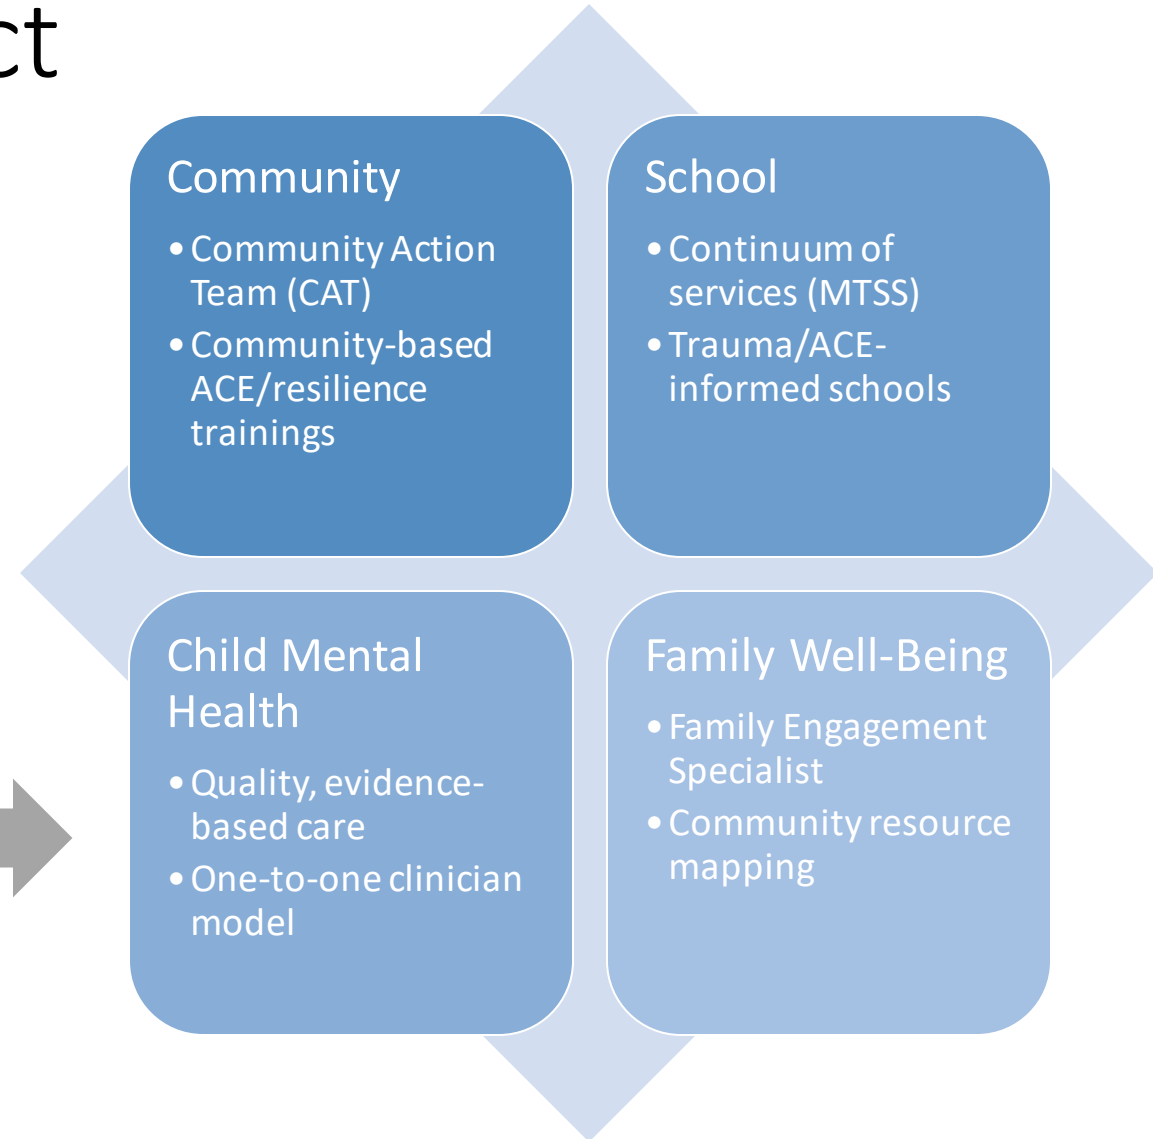 ct
Community
• Community Action
Team (CAT)
• Community-based
ACE/resilience
trainings
School
• Continuum of
services (MTSS)
• Trauma/ACE-
informed schools
Child Mental
Health
• Quality, evidence-
based care
• One-to-one clinician
model
Family Well-Being
• Family Engagement
Specialist
• Community resource
mapping